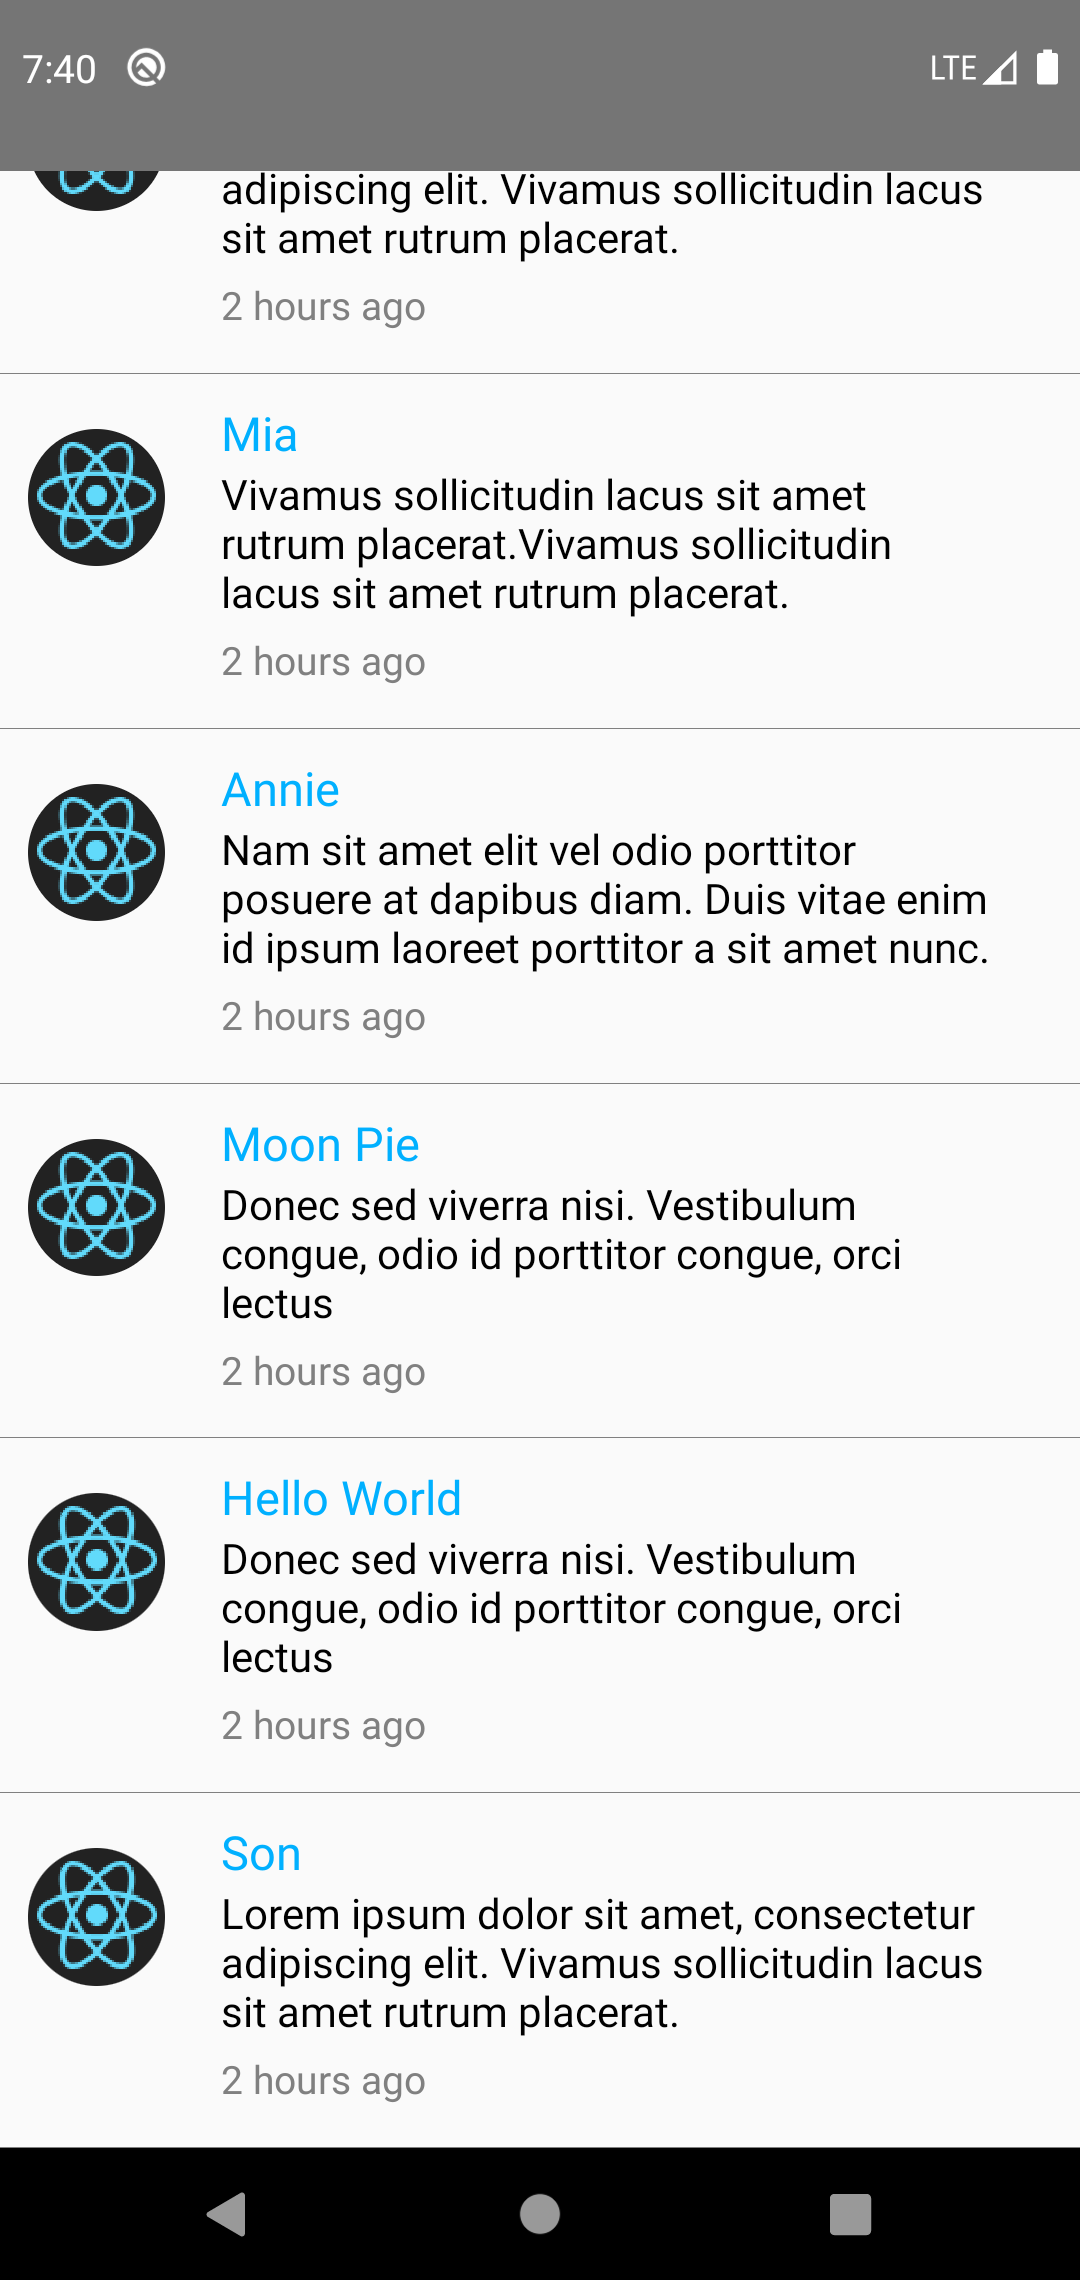 7:40 LTE
adipiscing elit. Vivamus sollicitudin lacus
sit amet rutrum placerat.
2 hours ago
Mia
Vivamus sollicitudin lacus sit amet
rutrum placerat.Vivamus sollicitudin
lacus sit amet rutrum placerat.
2 hours ago
Annie
Nam sit amet elit vel odio porttitor
posuere at dapibus diam. Duis vitae enim
id ipsum laoreet porttitor a sit amet nunc.
2 hours ago
Moon Pie
Donec sed viverra nisi. Vestibulum
congue, odio id porttitor congue, orci
lectus
2 hours ago
Hello World
Donec sed viverra nisi. Vestibulum
congue, odio id porttitor congue, orci
lectus
2 hours ago
Son
Lorem ipsum dolor sit amet, consectetur
adipiscing elit. Vivamus sollicitudin lacus
sit amet rutrum placerat.
2 hours ago